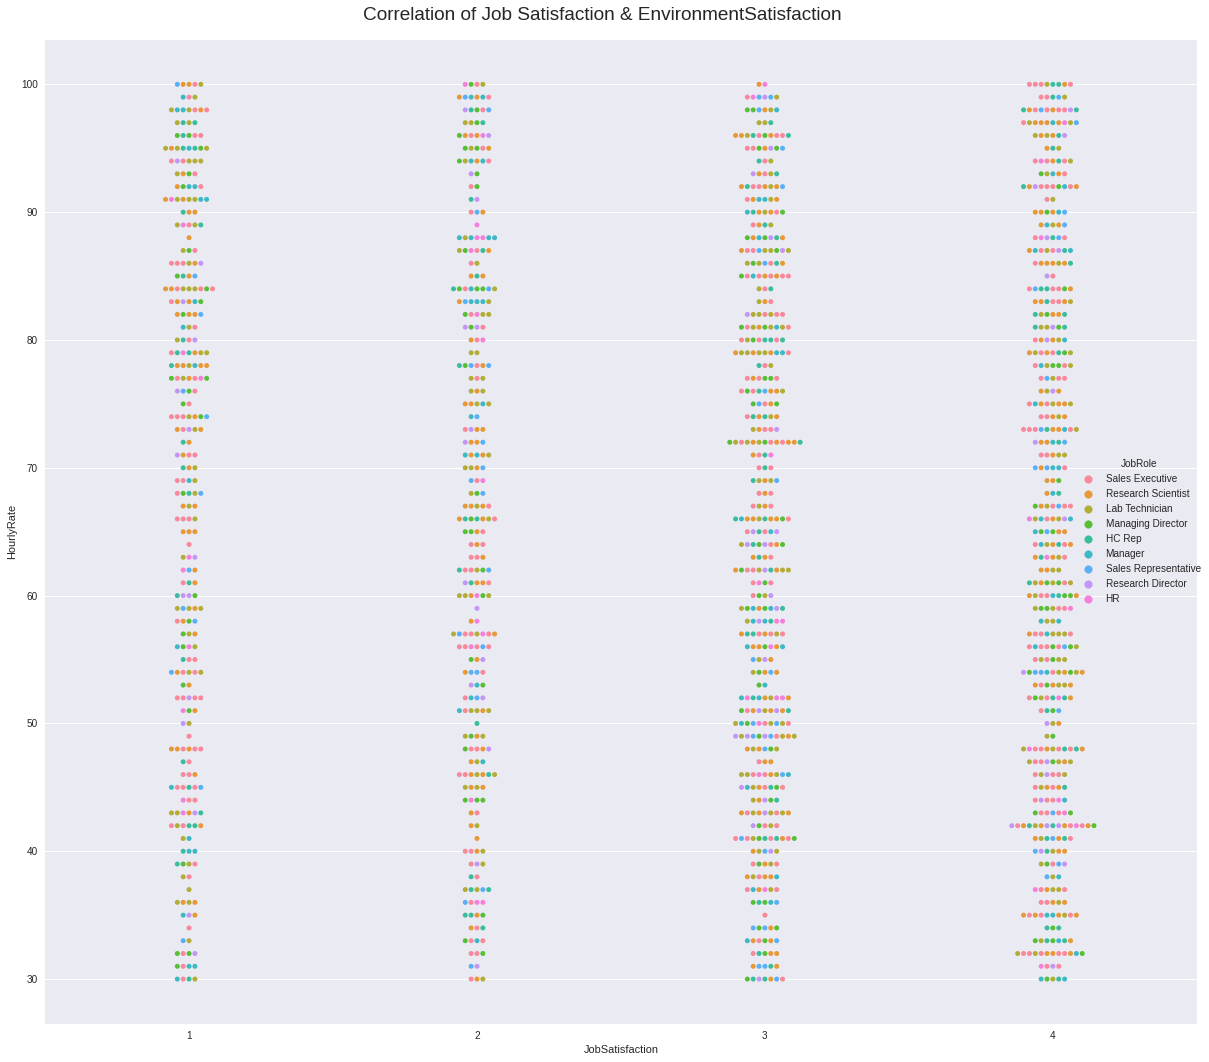 Correlation of Job Satisfaction & EnvironmentSatisfaction
HourlyRate
100
90
80
70
60
50
40
30
1
2
3
4
JobSatisfaction
JobRole
Sales Executive
Research Scientist
Lab Technician
Managing Director
HC Rep
Manager
Sales Representative
Research Director
HR